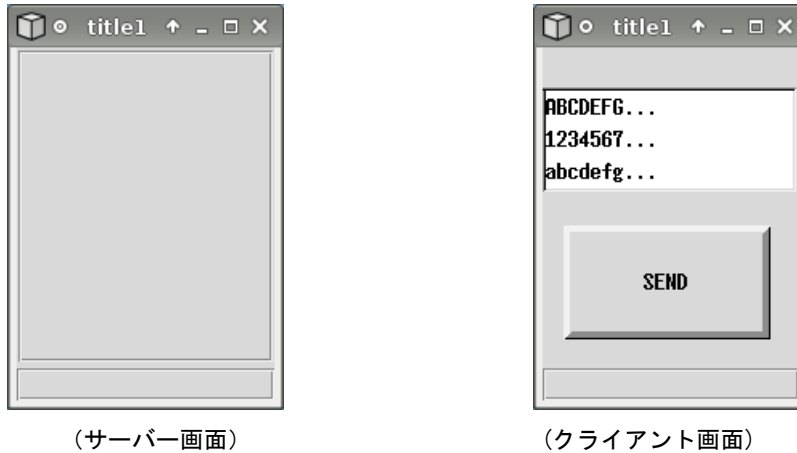 title1
title1
ABCDEFG...
1234567...
abcdefg...
SEND
（サーバー画面）
（クライアント画面）